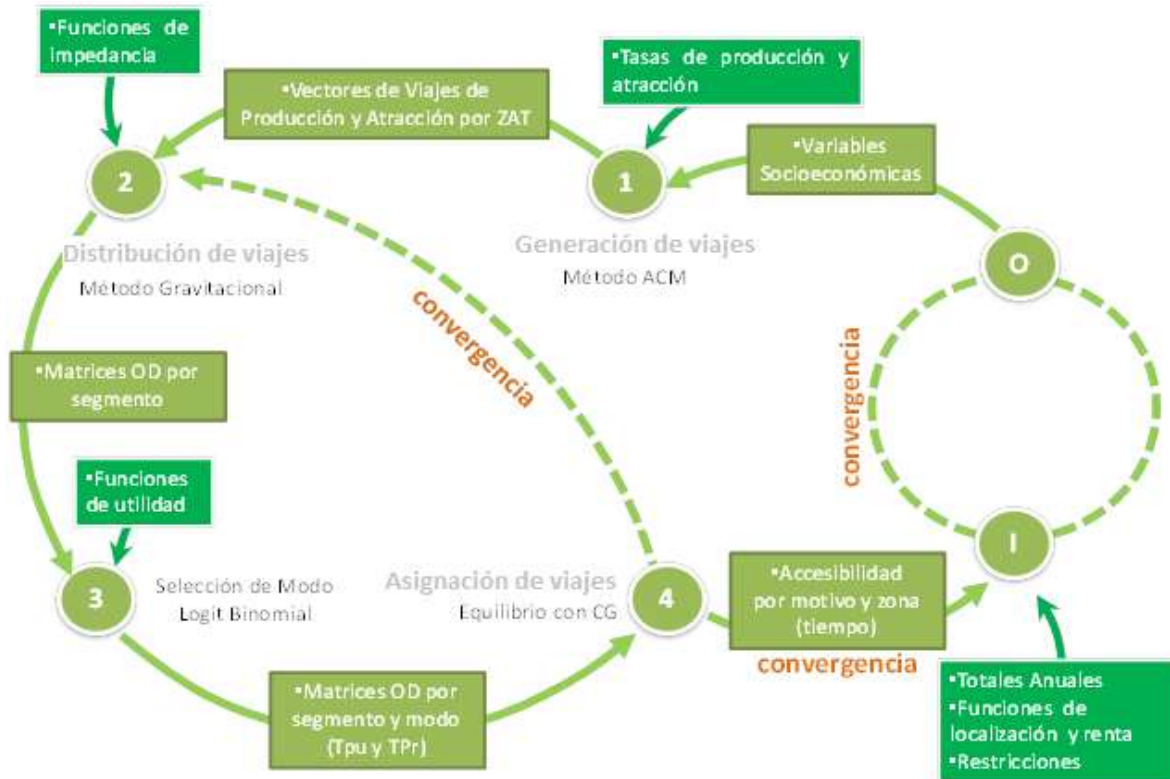 ▪Funciones de
impedancia
▪Tasas de producción y
atracción
▪Vectores de Viajes de
Producción y Atracción por ZAT
▪Variables
Socioeconómicas
2
1
O
Distribución de viajes
Método Gravitacional
Generación de viajes
Método ACM
convergencia
convergencia
▪Matrices OD por
segmento
▪Funciones
de utilidad
3
Selección de Modo
Logit Binomial
Asignación de viajes
Equilibrio con CG
4
▪Accesibilidad
por motivo y zona
(tiempo)
convergencia
I
▪Matrices OD por
segmento y modo
(Tpu y TPr)
▪Totales Anuales
▪Funciones de
localización y renta
▪Restricciones